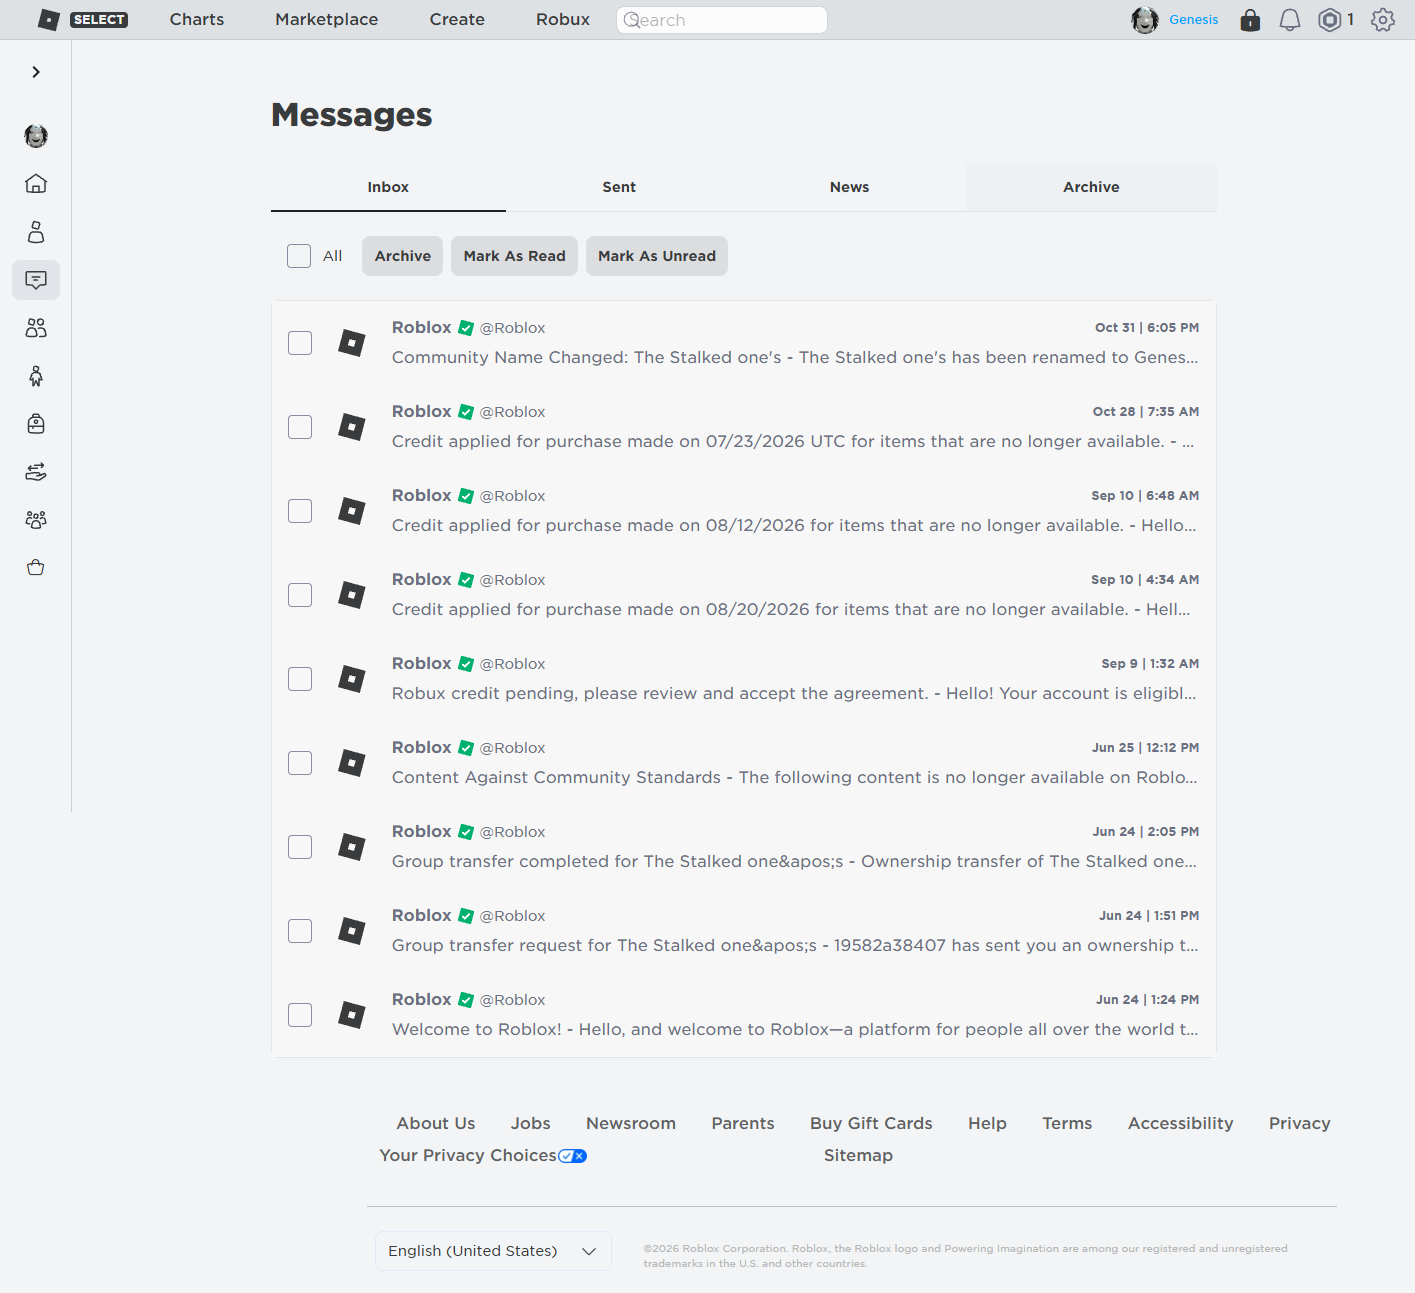 SELECT Charts Marketplace Create Robux Search Genesis 1
Messages
Inbox Sent News Archive
All Archive Mark As Read Mark As Unread
Roblox @Roblox Oct 31 | 6:05 PM
Community Name Changed: The Stalked one's - The Stalked one's has been renamed to Genes...
Roblox @Roblox Oct 28 | 7:35 AM
Credit applied for purchase made on 07/23/2026 UTC for items that are no longer available. - ...
Roblox @Roblox Sep 10 | 6:48 AM
Credit applied for purchase made on 08/12/2026 for items that are no longer available. - Hello...
Roblox @Roblox Sep 10 | 4:34 AM
Credit applied for purchase made on 08/20/2026 for items that are no longer available. - Hell...
Roblox @Roblox Sep 9 | 1:32 AM
Robux credit pending, please review and accept the agreement. - Hello! Your account is eligibl...
Roblox @Roblox Jun 25 | 12:12 PM
Content Against Community Standards - The following content is no longer available on Roblo...
Roblox @Roblox Jun 24 | 2:05 PM
Group transfer completed for The Stalked one&apos;s - Ownership transfer of The Stalked one...
Roblox @Roblox Jun 24 | 1:51 PM
Group transfer request for The Stalked one&apos;s - 19582a38407 has sent you an ownership t...
Roblox @Roblox Jun 24 | 1:24 PM
Welcome to Roblox! - Hello, and welcome to Roblox—a platform for people all over the world t...
About Us Jobs Newsroom Parents Buy Gift Cards Help Terms Accessibility Privacy
Your Privacy Choices Sitemap
English (United States)
©2026 Roblox Corporation. Roblox, the Roblox logo and Powering Imagination are among our registered and unregistered
trademarks in the U.S. and other countries.